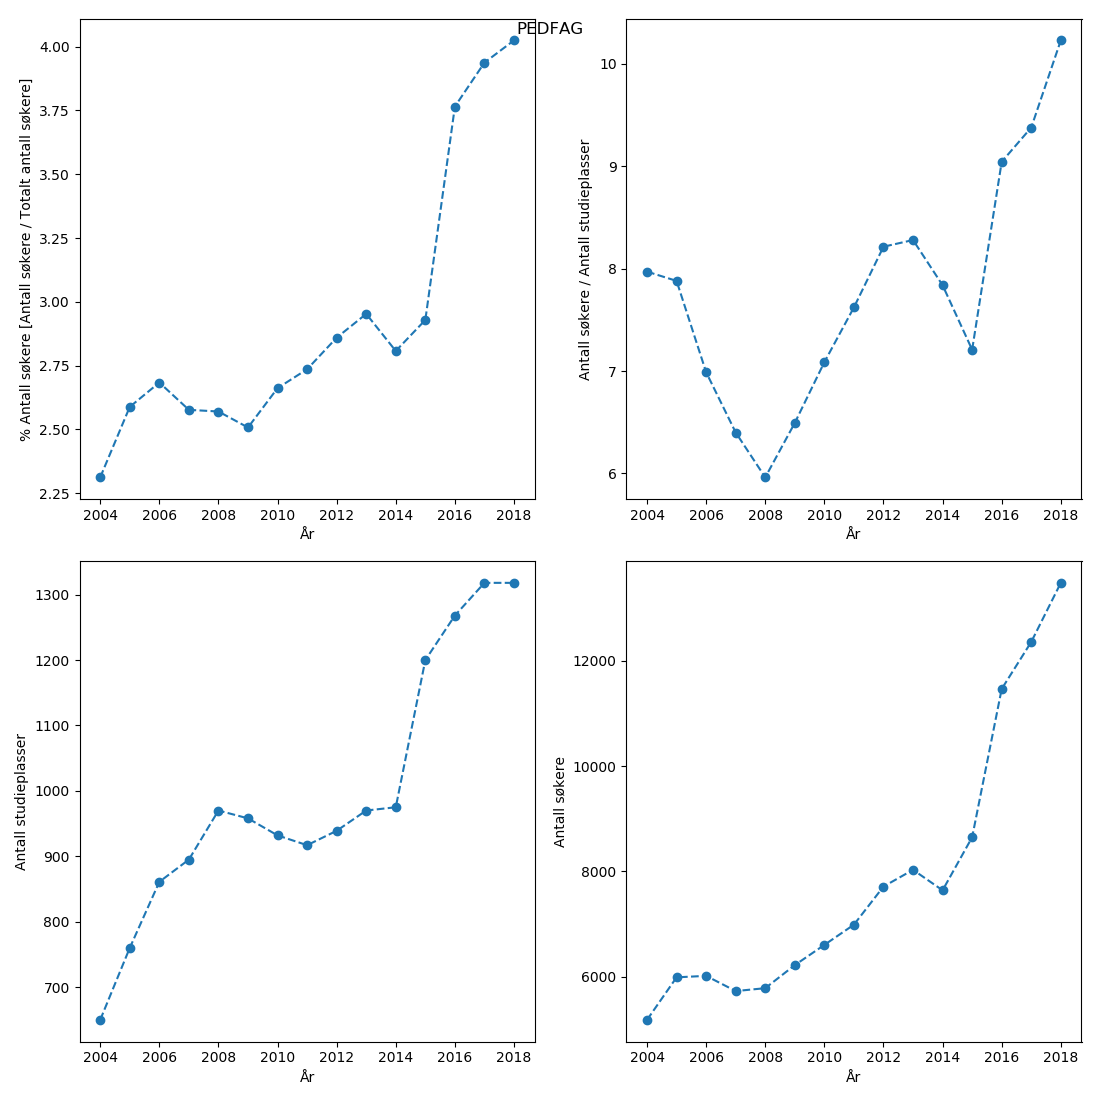 PEDFAG
4.00
3.75
3.50
3.25
3.00
2.75
2.50
2.25
% Antall søkere [Antall søkere / Totalt antall søkere]
2004 2006 2008 2010 2012 2014 2016 2018
År
10
9
8
7
6
Antall søkere / Antall studieplasser
2004 2006 2008 2010 2012 2014 2016 2018
År
1300
1200
1100
1000
900
800
700
Antall studieplasser
2004 2006 2008 2010 2012 2014 2016 2018
År
12000
10000
8000
6000
Antall søkere
2004 2006 2008 2010 2012 2014 2016 2018
År